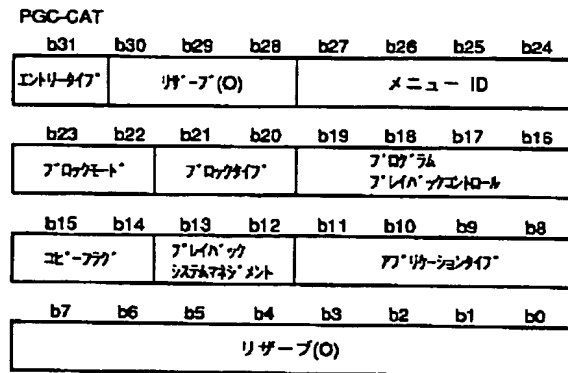 PGC-CAT
b31 b30 b29 b28 b27 b26 b25 b24
エントリータイプ リザーブ(O) メニュー ID
b23 b22 b21 b20 b19 b18 b17 b16
ブロックモード ブロックタイプ プログラム
プレイバックコントロール
b15 b14 b13 b12 b11 b10 b9 b8
コピーフラグ プレイバック
システムマネジメント アプリケーションタイプ
b7 b6 b5 b4 b3 b2 b1 b0
リザーブ(O)